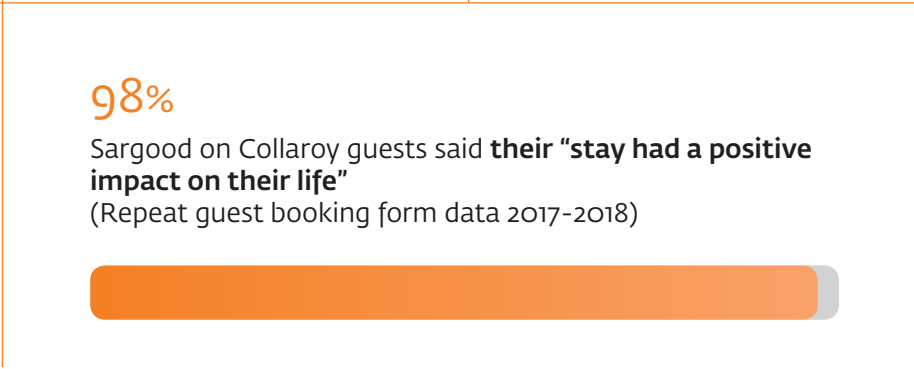 98%
Sargood on Collaroy guests said their “stay had a positive
impact on their life”
(Repeat guest booking form data 2017-2018)